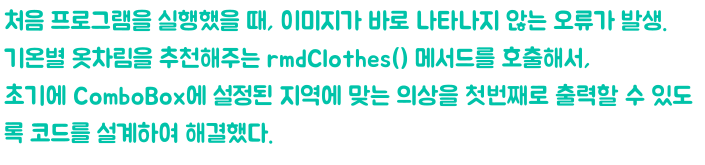 처음 프로그램을 실행했을 때, 이미지가 바로 나타나지 않는 오류가 발생.
기온별 옷차림을 추천해주는 rmdClothes() 메서드를 호출해서,
초기에 ComboBox에 설정된 지역에 맞는 의상을 첫번째로 출력할 수 있도
록 코드를 설계하여 해결했다.